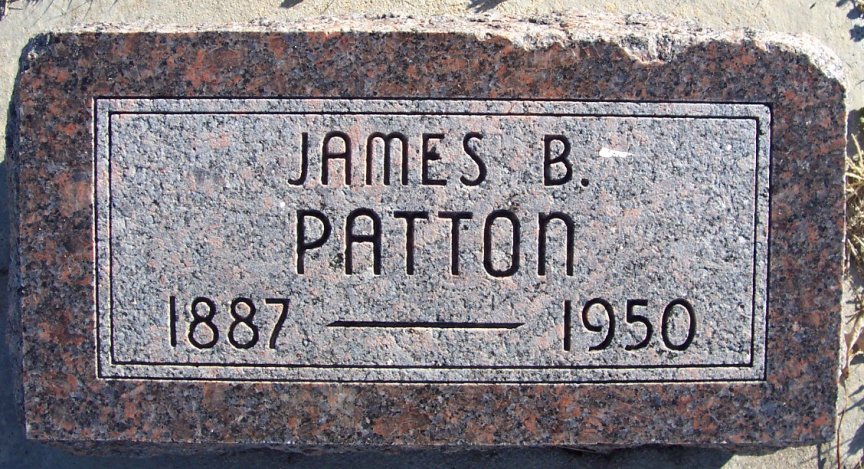 JAMES B.
PATTON
1887 — 1950